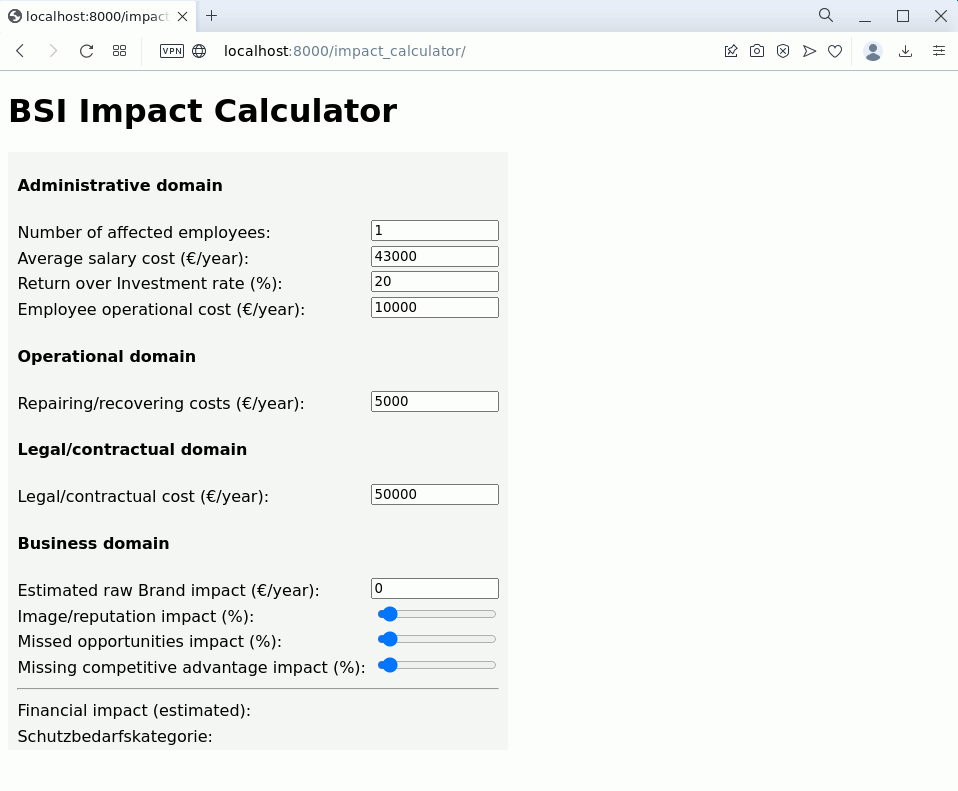 localhost:8000/impact
VPN localhost:8000/impact_calculator/
BSI Impact Calculator
Administrative domain
Number of affected employees: 1
Average salary cost (€/year): 43000
Return over Investment rate (%): 20
Employee operational cost (€/year): 10000
Operational domain
Repairing/recovering costs (€/year): 5000
Legal/contractual domain
Legal/contractual cost (€/year): 50000
Business domain
Estimated raw Brand impact (€/year): 0
Image/reputation impact (%):
Missed opportunities impact (%):
Missing competitive advantage impact (%):
Financial impact (estimated):
Schutzbedarfskategorie: